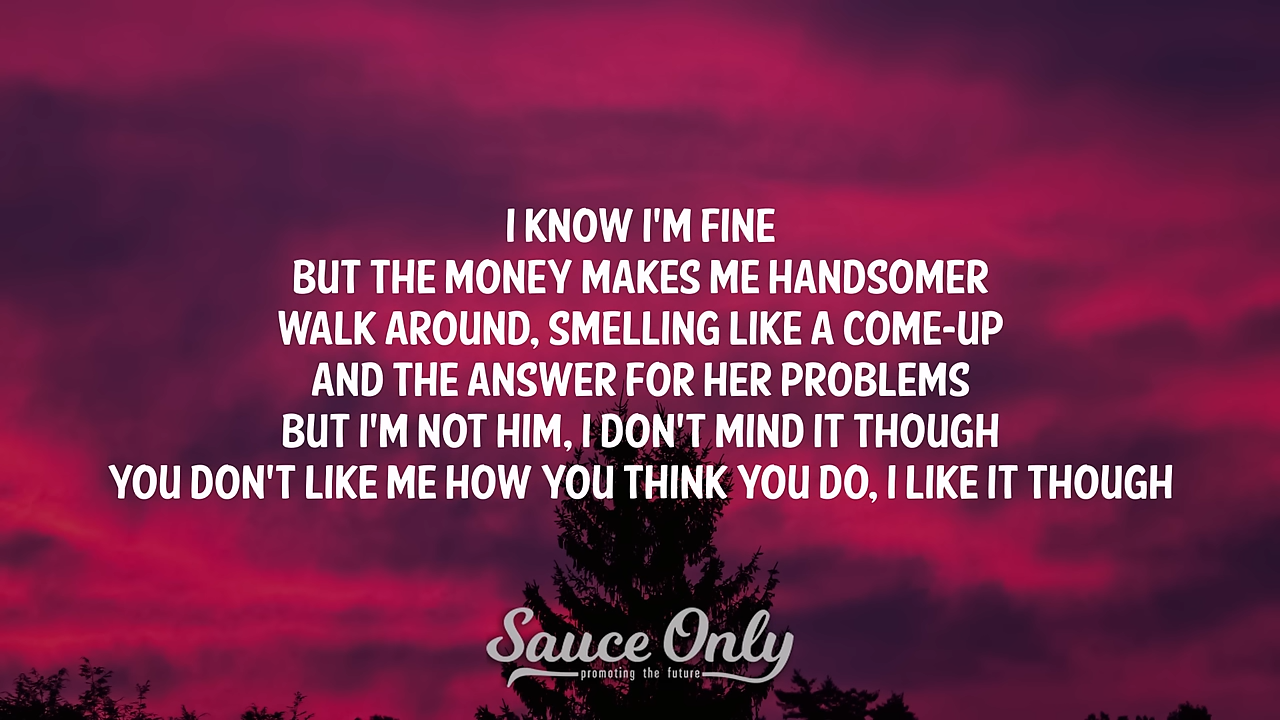 I KNOW I'M FINE
BUT THE MONEY MAKES ME HANDSOMER
WALK AROUND, SMELLING LIKE A COME-UP
AND THE ANSWER FOR HER PROBLEMS
BUT I'M NOT HIM, I DON'T MIND IT THOUGH
YOU DON'T LIKE ME HOW YOU THINK YOU DO, I LIKE IT THOUGH
Sauce Only
promoting the future